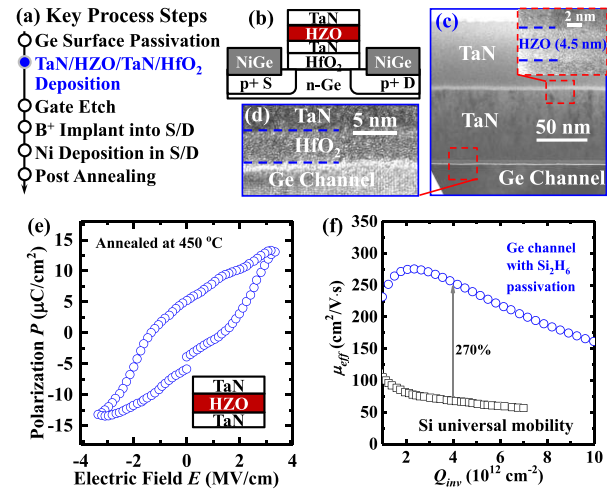 (a) Key Process Steps
Ge Surface Passivation
TaN/HZO/TaN/HfO₂
Deposition
Gate Etch
B⁺ Implant into S/D
Ni Deposition in S/D
Post Annealing
(b)
TaN
HZO
TaN
HfO₂
NiGe
NiGe
p+ S
n-Ge
p+ D
(c)
2 nm
HZO (4.5 nm)
TaN
TaN
50 nm
Ge Channel
(d)
TaN
5 nm
HfO₂
Ge Channel
(e)
Annealed at 450 °C
Polarization P (μC/cm²)
15
10
5
0
-5
-10
-15
TaN
HZO
TaN
-4
-2
0
2
4
Electric Field E (MV/cm)
(f)
μeff (cm²/V·s)
350
300
250
200
150
100
50
0
Ge channel
with Si₂H₆
passivation
270%
Si universal mobility
2
4
6
8
10
Qinv (10¹² cm⁻²)